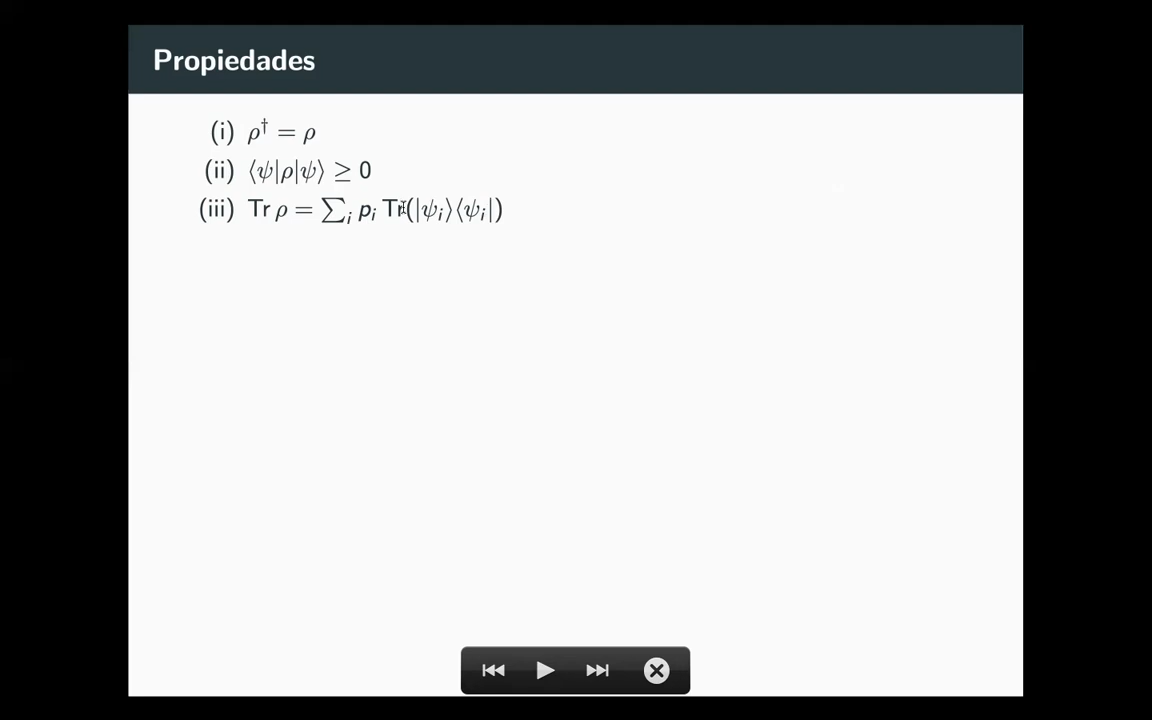 Propiedades
(i) ρ† = ρ
(ii) ⟨ψ|ρ|ψ⟩ ≥ 0
(iii) Tr ρ = ∑ᵢ pᵢ Tr(|ψᵢ⟩⟨ψᵢ|)